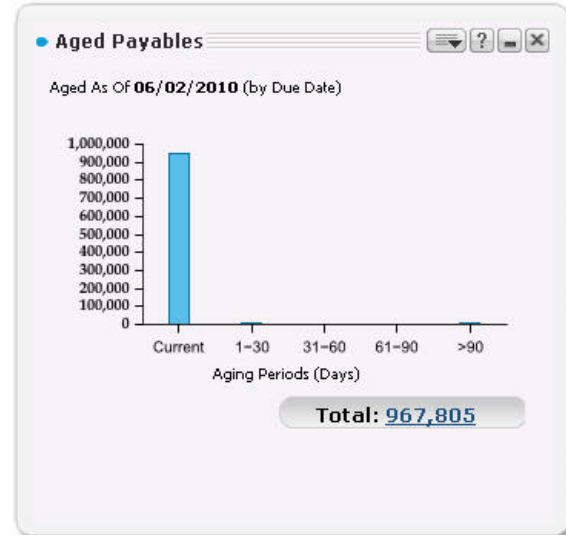 Aged Payables
?
Aged As Of 06/02/2010 (by Due Date)
1,000,000
900,000
800,000
700,000
600,000
500,000
400,000
300,000
200,000
100,000
0
Current 1-30 31-60 61-90 >90
Aging Periods (Days)
Total: 967,805